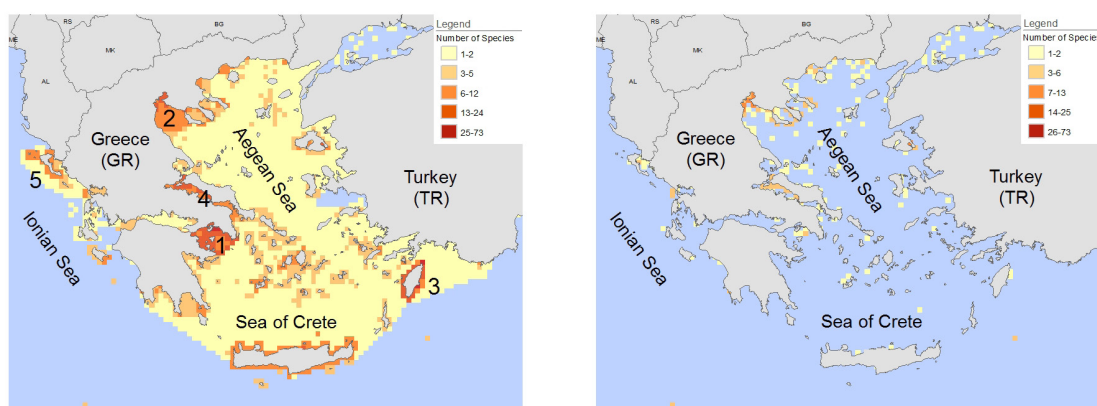 RS
BG
ME
MK
AL
Legend
Number of Species
1-2
3-5
6-12
13-24
25-73
2
Greece
(GR)
Aegean Sea
Turkey
(TR)
5
4
Ionian Sea
1
3
Sea of Crete
RS
BG
ME
MK
AL
Legend
Number of Species
1-2
3-6
7-13
14-25
26-73
Greece
(GR)
Aegean Sea
Turkey
(TR)
Ionian Sea
Sea of Crete